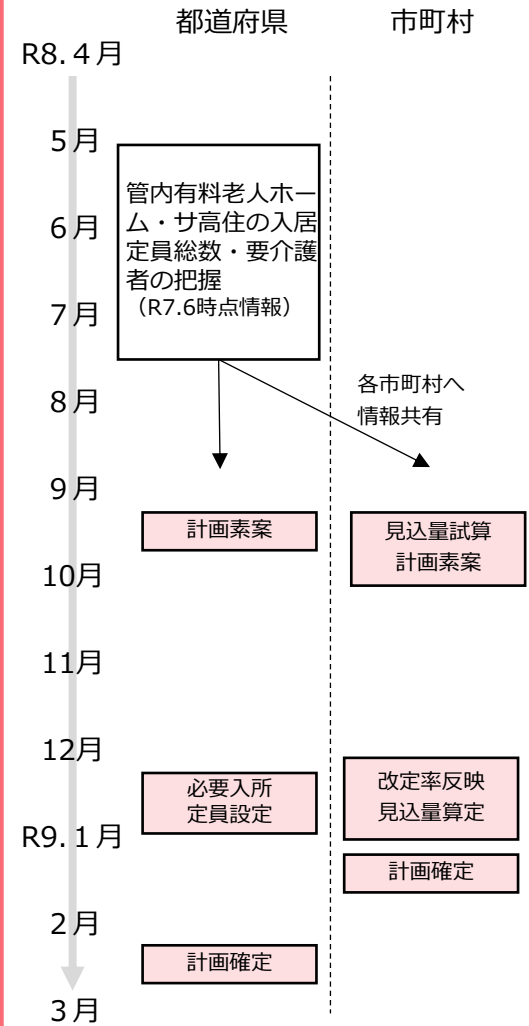 都道府県
市町村
R8.４月
5月
管内有料老人ホー
ム・サ高住の入居
定員総数・要介護
者の把握
（R7.6時点情報）
6月
7月
8月
各市町村へ
情報共有
9月
計画素案
見込量試算
計画素案
10月
11月
12月
必要入所
定員設定
改定率反映
見込量算定
R9.１月
計画確定
2月
計画確定
3月